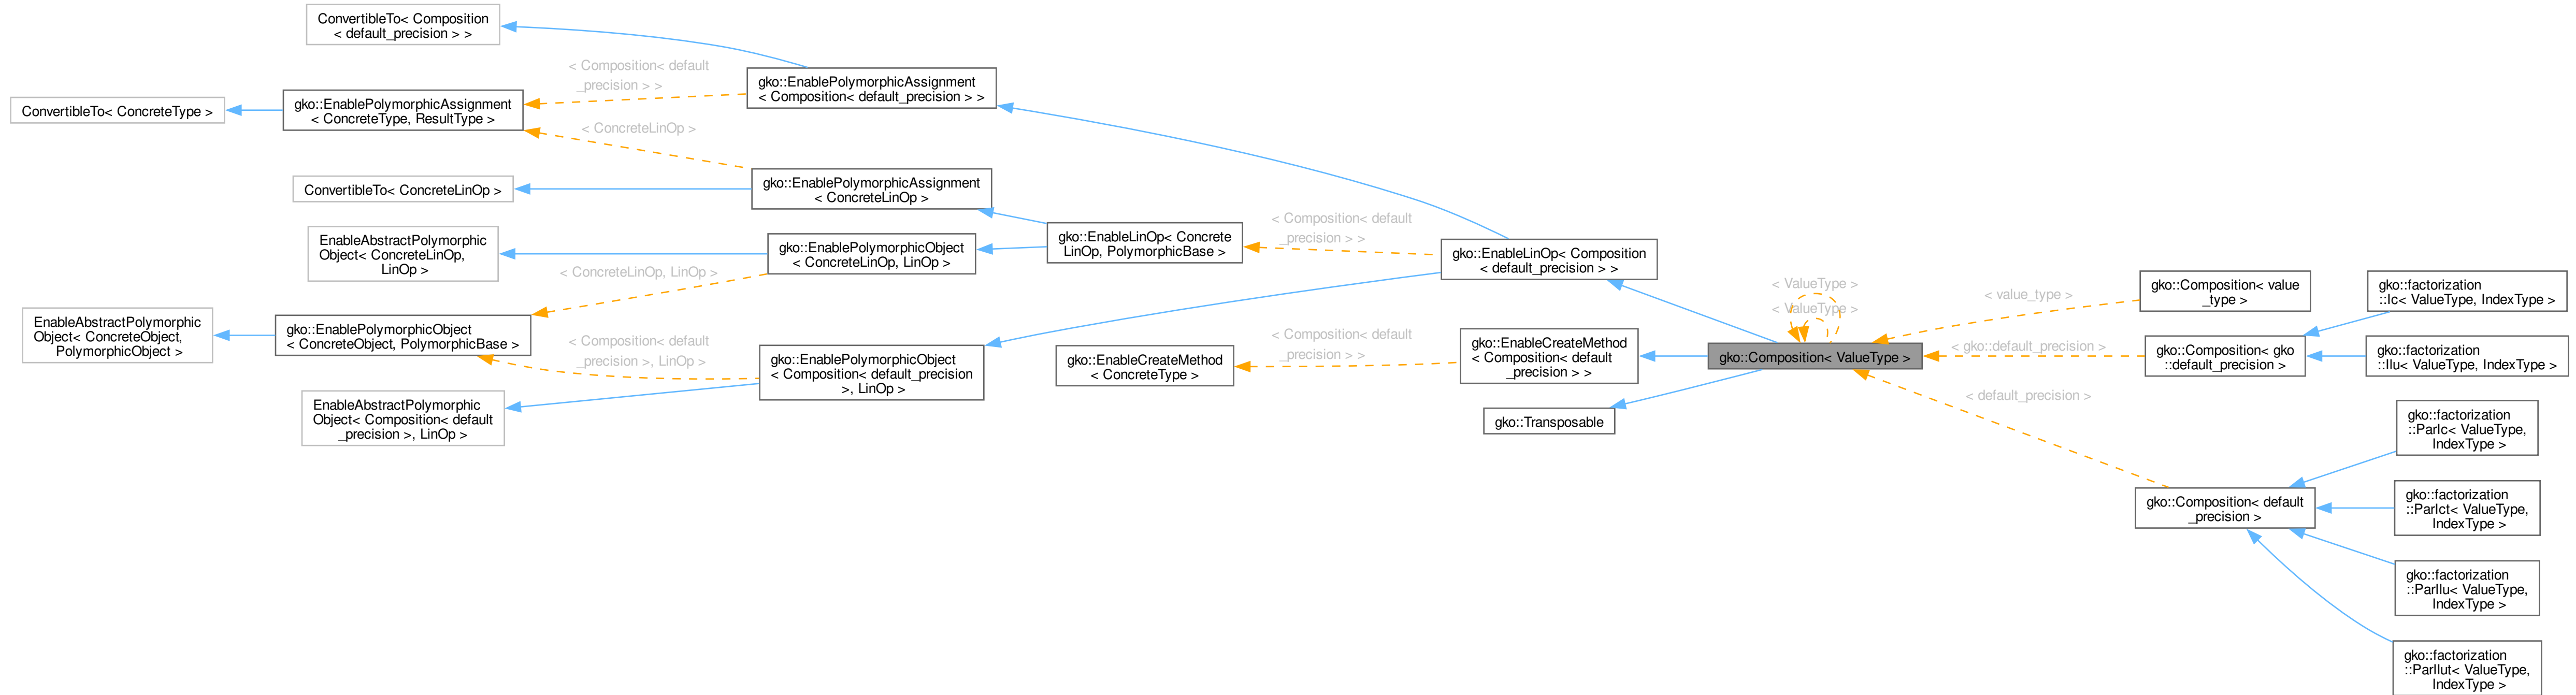 ConvertibleTo< Composition
< default_precision > >
ConvertibleTo< ConcreteType >
gko::EnablePolymorphicAssignment
< ConcreteType, ResultType >
< Composition< default
_precision > >
< ConcreteLinOp >
gko::EnablePolymorphicAssignment
< Composition< default_precision > >
ConvertibleTo< ConcreteLinOp >
gko::EnablePolymorphicAssignment
< ConcreteLinOp >
EnableAbstractPolymorphic
Object< ConcreteLinOp,
LinOp >
gko::EnablePolymorphicObject
< ConcreteLinOp, LinOp >
gko::EnableLinOp< Concrete
LinOp, PolymorphicBase >
< Composition< default
_precision > >
gko::EnableLinOp< Composition
< default_precision > >
< ConcreteLinOp, LinOp >
EnableAbstractPolymorphic
Object< ConcreteObject,
PolymorphicObject >
gko::EnablePolymorphicObject
< ConcreteObject, PolymorphicBase >
< Composition< default
_precision >, LinOp >
gko::EnablePolymorphicObject
< Composition< default_precision
>, LinOp >
EnableAbstractPolymorphic
Object< Composition< default
_precision >, LinOp >
gko::EnableCreateMethod
< ConcreteType >
< Composition< default
_precision > >
gko::EnableCreateMethod
< Composition< default
_precision > >
gko::Transposable
< ValueType >
< ValueType >
gko::Composition< ValueType >
< value_type >
gko::Composition< value
_type >
< gko::default_precision >
gko::Composition< gko
::default_precision >
< default_precision >
gko::Composition< default
_precision >
gko::factorization
::Ic< ValueType, IndexType >
gko::factorization
::Ilu< ValueType, IndexType >
gko::factorization
::ParIc< ValueType,
IndexType >
gko::factorization
::ParIct< ValueType,
IndexType >
gko::factorization
::ParIlu< ValueType,
IndexType >
gko::factorization
::ParIlut< ValueType,
IndexType >